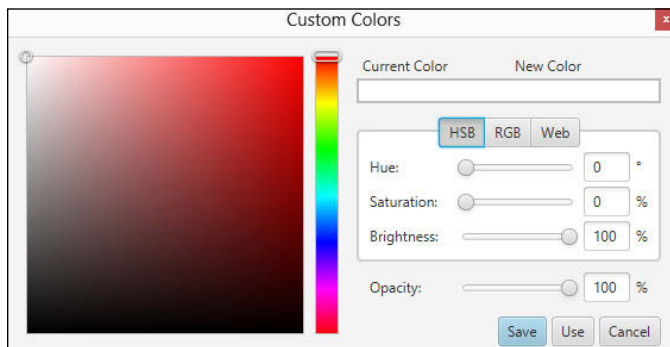 Custom Colors
x
Current Color New Color
HSB RGB Web
Hue: 0 °
Saturation: 0 %
Brightness: 100 %
Opacity: 100 %
Save Use Cancel